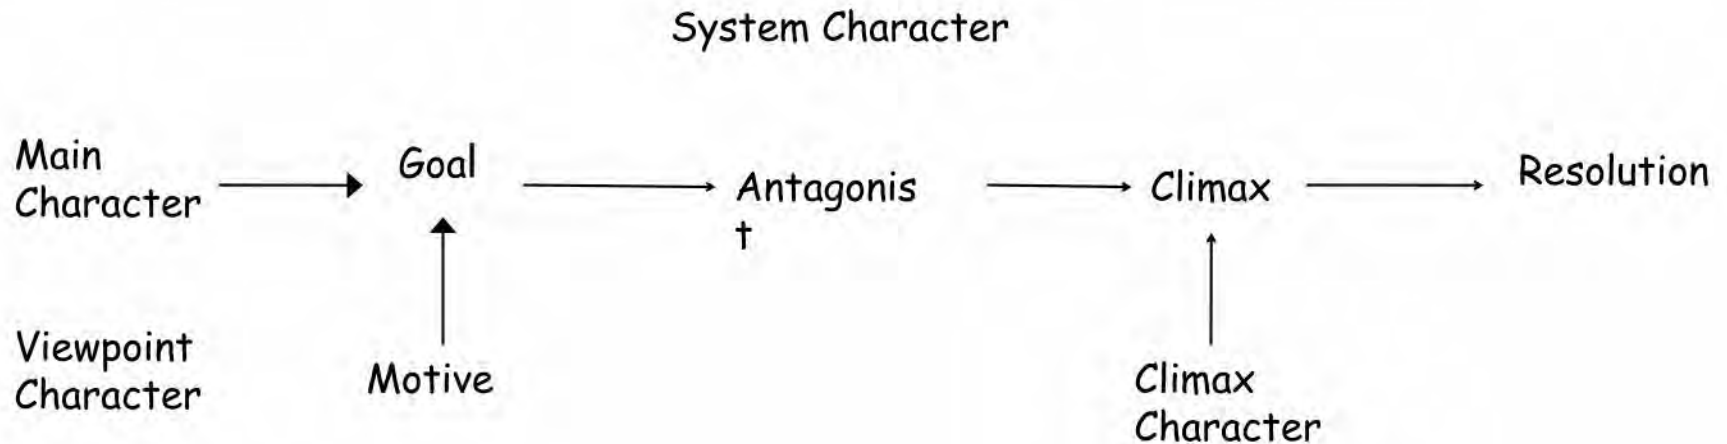 System Character
Main
Character
Goal
Antagonis
t
Climax
Resolution
Viewpoint
Character
Motive
Climax
Character